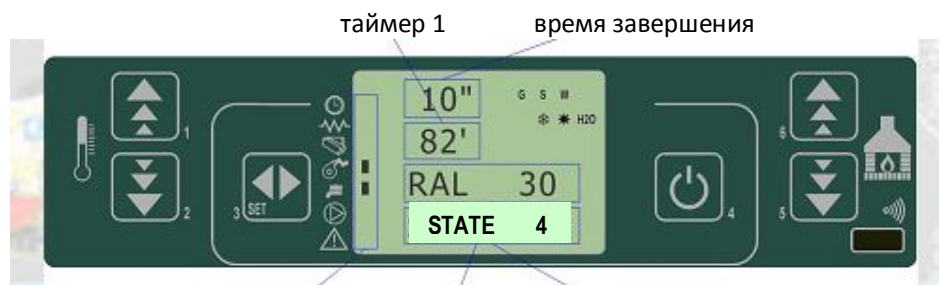 таймер 1 время завершения
10" G S W
H2O
82'
RAL 30
STATE 4
1
2
3 SET
4
5
6